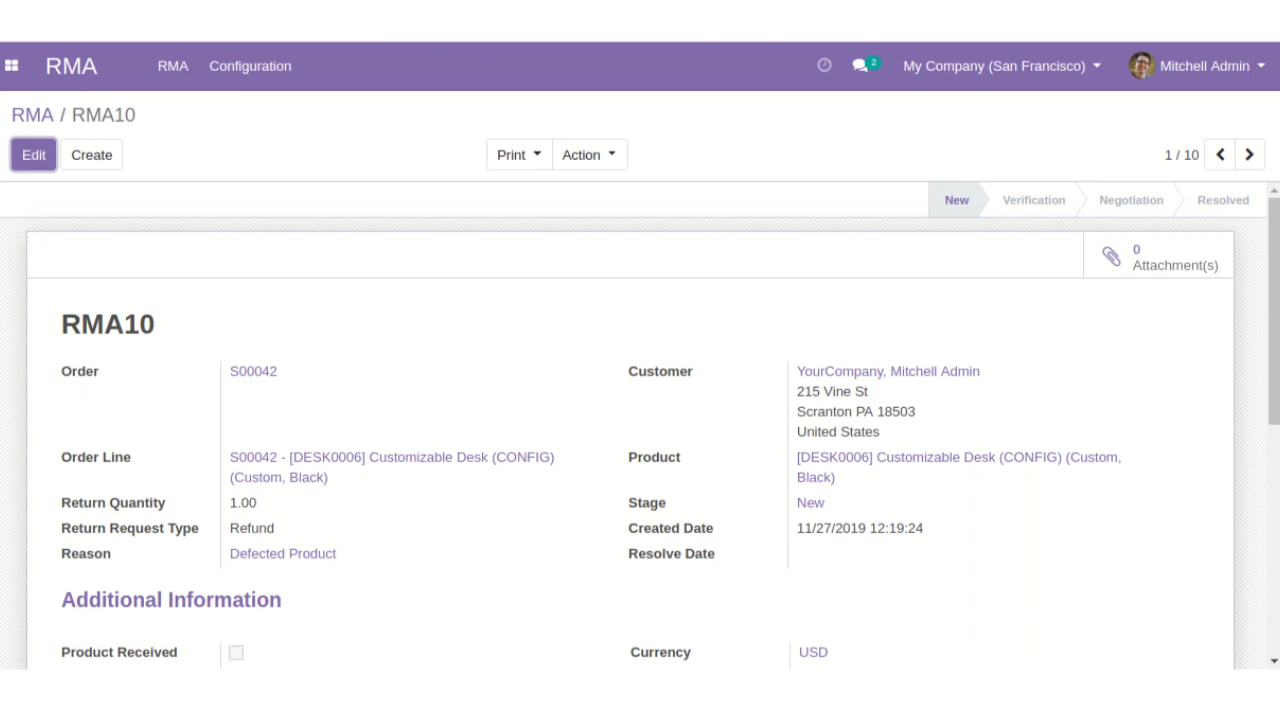 RMA RMA Configuration 2 My Company (San Francisco) Mitchell Admin
RMA / RMA10
Edit Create Print Action 1 / 10
New Verification Negotiation Resolved
0
Attachment(s)
RMA10
Order S00042 Customer YourCompany, Mitchell Admin
215 Vine St
Scranton PA 18503
United States
Order Line S00042 - [DESK0006] Customizable Desk (CONFIG) Product [DESK0006] Customizable Desk (CONFIG) (Custom,
(Custom, Black) Black)
Return Quantity 1.00 Stage New
Return Request Type Refund Created Date 11/27/2019 12:19:24
Reason Defected Product Resolve Date
Additional Information
Product Received Currency USD